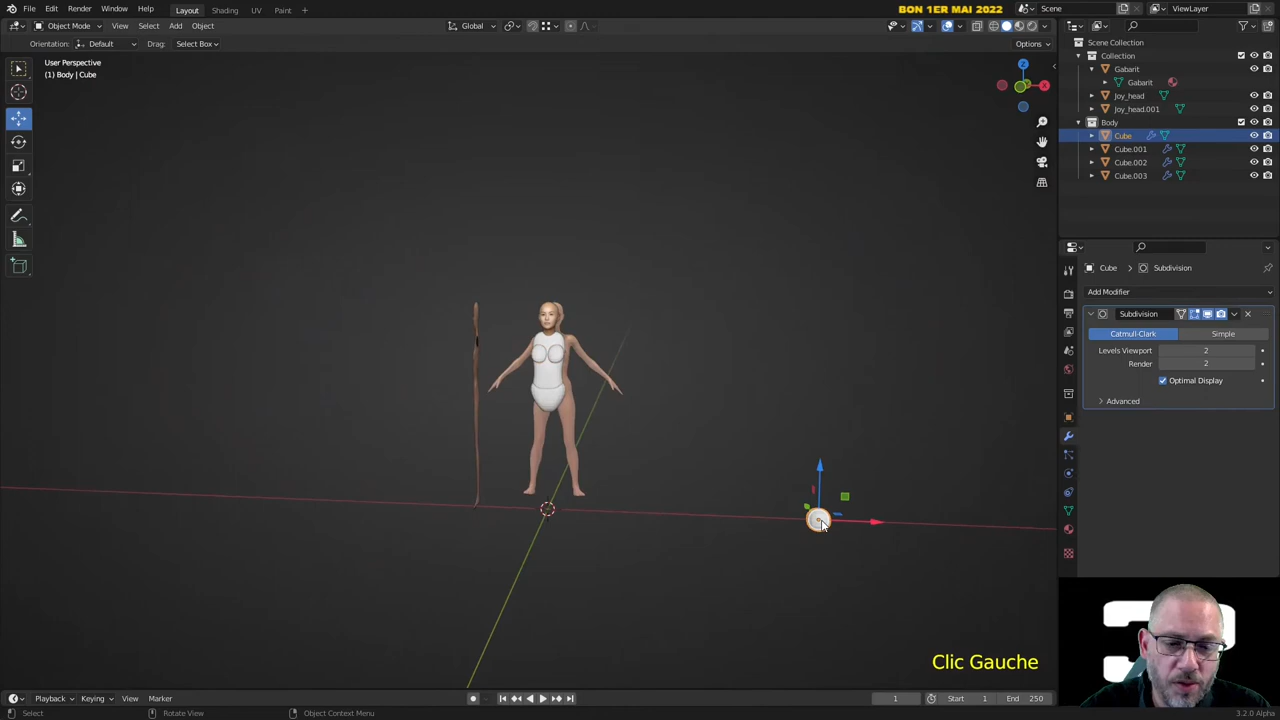 File Edit Render Window Help Layout Shading UV Paint + BON 1ER MAI 2022 Scene ViewLayer
Object Mode View Select Add Object Global
Orientation: Default Drag: Select Box Options
User Perspective
(1) Body | Cube
Z
X
Scene Collection
Collection
Gabarit
Gabarit
Joy_head
Joy_head.001
Body
Cube
Cube.001
Cube.002
Cube.003
Cube Subdivision
Add Modifier
Subdivision
Catmull-Clark Simple
Levels Viewport 2
Render 2
Optimal Display
Advanced
Clic Gauche
Playback Keying View Marker 1 Start 1 End 250
Select Rotate View Object Context Menu 3.2.0 Alpha